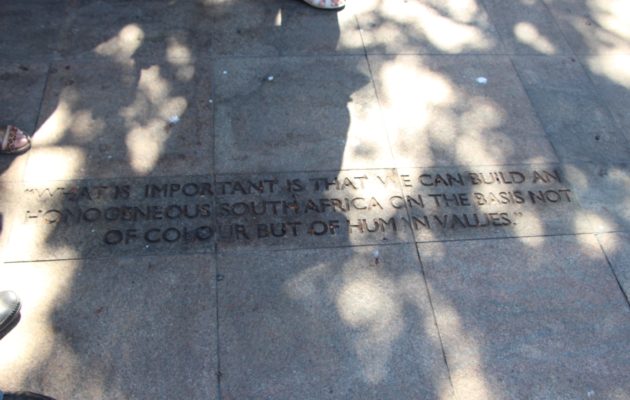 "WHAT IS IMPORTANT IS THAT WE CAN BUILD AN
HONOGENEOUS SOUTH AFRICA ON THE BASIS NOT
OF COLOUR BUT OF HUMAN VALUES."